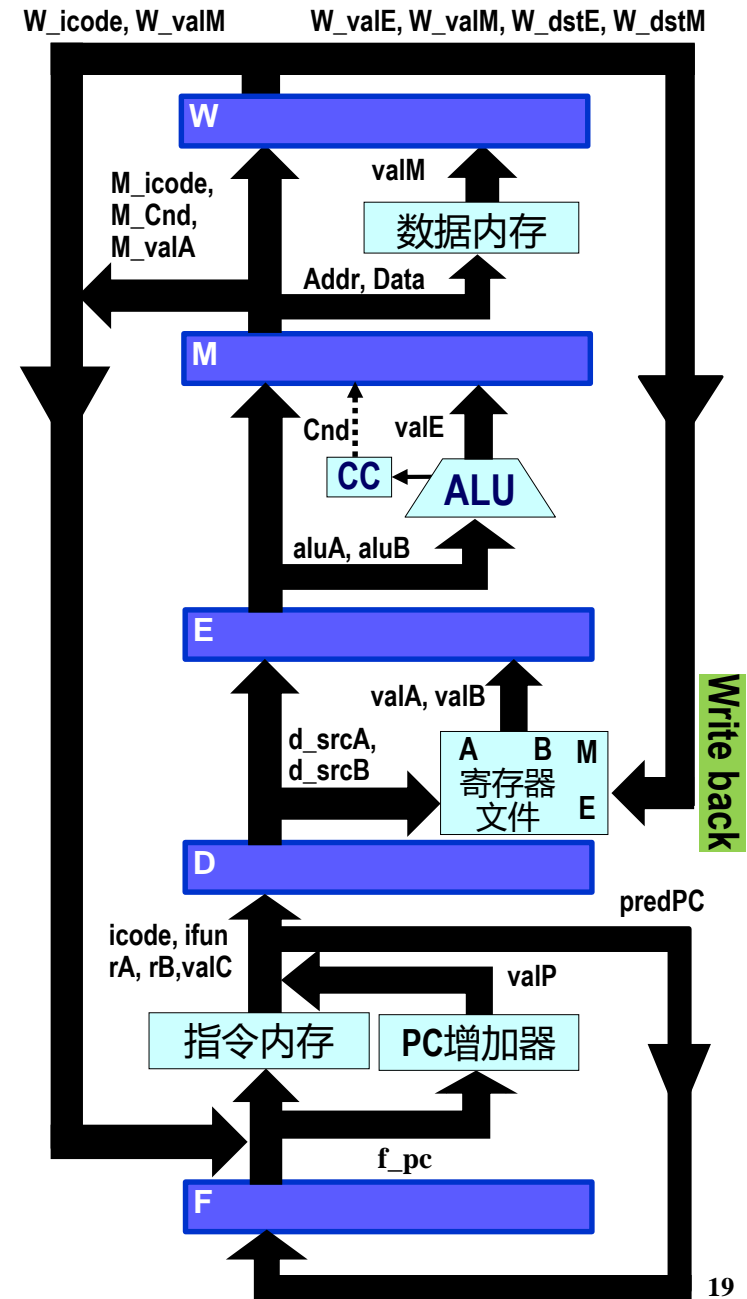 W_icode, W_valM
W_valE, W_valM, W_dstE, W_dstM
W
valM
M_icode,
M_Cnd,
M_valA
数据内存
Addr, Data
M
Cnd
valE
CC
ALU
aluA, aluB
E
valA, valB
Write back
d_srcA,
d_srcB
A B M
寄存器
文件 E
D
predPC
icode, ifun
rA, rB,valC
valP
指令内存
PC增加器
f_pc
F
19